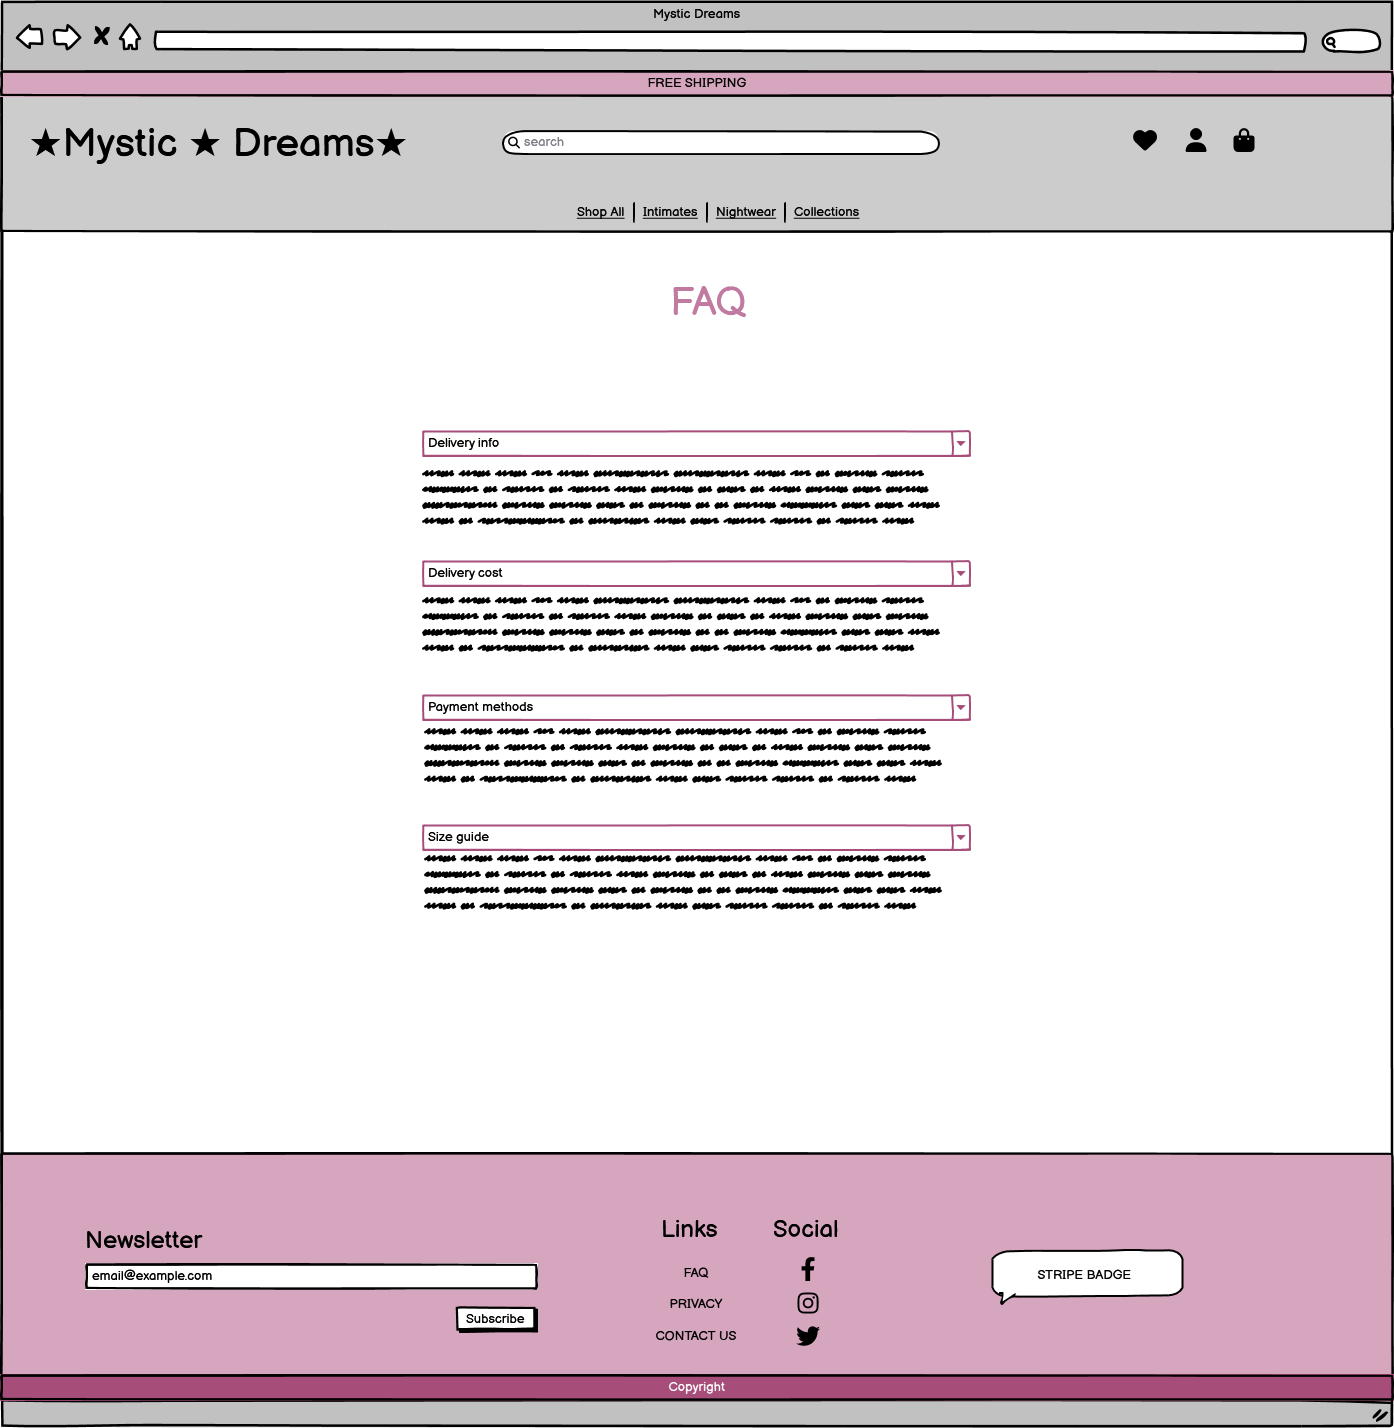 Mystic Dreams
FREE SHIPPING
★Mystic ★ Dreams★
search
Shop All | Intimates | Nightwear | Collections
FAQ
Delivery info
Delivery cost
Payment methods
Size guide
Newsletter
email@example.com
Subscribe
Links
FAQ
PRIVACY
CONTACT US
Social
STRIPE BADGE
Copyright